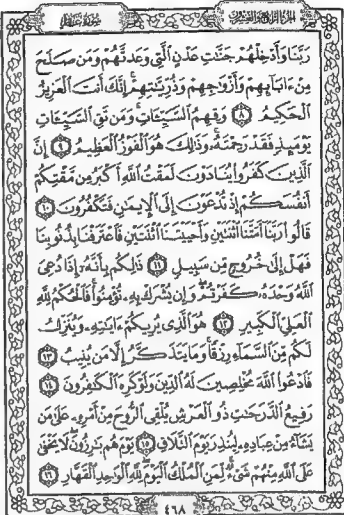 الجزء الرابع والعشرون
سورة غافر
رَبَّنَا وَأَدْخِلْهُمْ جَنَّٰتِ عَدْنٍ ٱلَّتِى وَعَدتَّهُمْ وَمَن صَلَحَ
مِنْ ءَابَآئِهِمْ وَأَزْوَٰجِهِمْ وَذُرِّيَّٰتِهِمْ إِنَّكَ أَنتَ ٱلْعَزِيزُ
ٱلْحَكِيمُ ٨ وَقِهِمُ ٱلسَّيِّـَٔاتِ وَمَن تَقِ ٱلسَّيِّـَٔاتِ
يَوْمَئِذٍ فَقَدْ رَحِمْتَهُۥ وَذَٰلِكَ هُوَ ٱلْفَوْزُ ٱلْعَظِيمُ ٩ إِنَّ
ٱلَّذِينَ كَفَرُوا۟ يُنَادَوْنَ لَمَقْتُ ٱللَّهِ أَكْبَرُ مِن مَّقْتِكُمْ
أَنفُسَكُمْ إِذْ تُدْعَوْنَ إِلَى ٱلْإِيمَٰنِ فَتَكْفُرُونَ ١٠
قَالُوا۟ رَبَّنَآ أَمَتَّنَا ٱثْنَتَيْنِ وَأَحْيَيْتَنَا ٱثْنَتَيْنِ فَٱعْتَرَفْنَا بِذُنُوبِنَا
فَهَلْ إِلَىٰ خُرُوجٍ مِّن سَبِيلٍ ١١ ذَٰلِكُم بِأَنَّهُۥٓ إِذَا دُعِىَ
ٱللَّهُ وَحْدَهُۥ كَفَرْتُمْ وَإِن يُشْرَكْ بِهِۦ تُؤْمِنُوا۟ فَٱلْحُكْمُ لِلَّهِ
ٱلْعَلِىِّ ٱلْكَبِيرِ ١٢ هُوَ ٱلَّذِى يُرِيكُمْ ءَايَٰتِهِۦ وَيُنَزِّلُ
لَكُم مِّنَ ٱلسَّمَآءِ رِزْقًا وَمَا يَتَذَكَّرُ إِلَّا مَن يُنِيبُ ١٣
فَٱدْعُوا۟ ٱللَّهَ مُخْلِصِينَ لَهُ ٱلدِّينَ وَلَوْ كَرِهَ ٱلْكَٰفِرُونَ ١٤
رَفِيعُ ٱلدَّرَجَٰتِ ذُو ٱلْعَرْشِ يُلْقِى ٱلرُّوحَ مِنْ أَمْرِهِۦ عَلَىٰ مَن
يَشَآءُ مِنْ عِبَادِهِۦ لِيُنذِرَ يَوْمَ ٱلتَّلَاقِ ١٥ يَوْمَ هُم بَٰرِزُونَ لَا يَخْفَىٰ
عَلَى ٱللَّهِ مِنْهُمْ شَىْءٌ لِّمَنِ ٱلْمُلْكُ ٱلْيَوْمَ لِلَّهِ ٱلْوَٰحِدِ ٱلْقَهَّارِ ١٦
٤٦٨